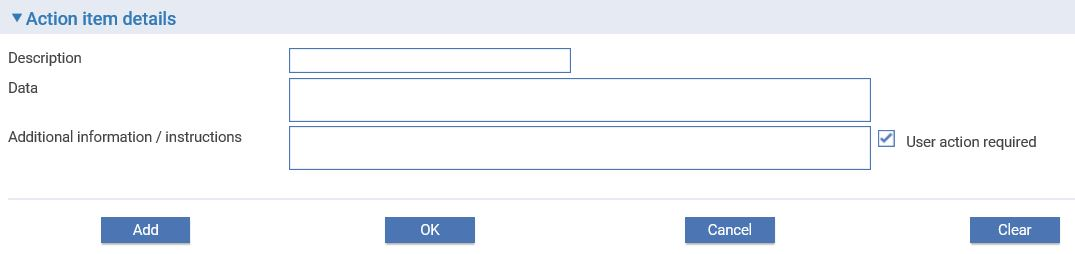 Action item details
Description
Data
Additional information / instructions
User action required
Add OK Cancel Clear